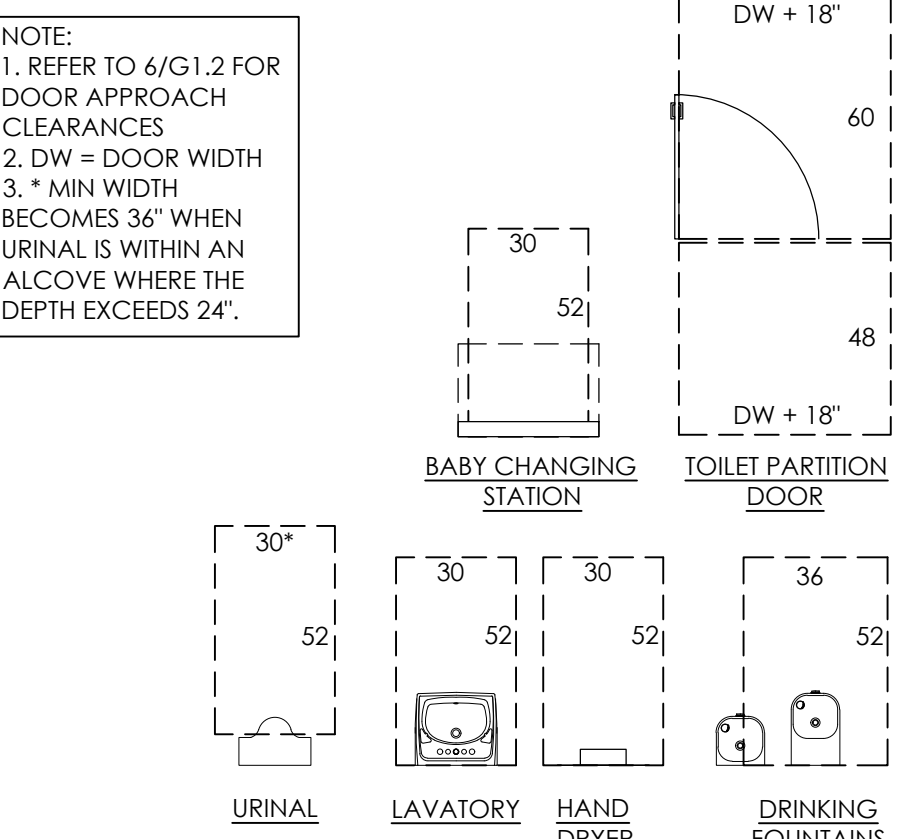 NOTE:
1. REFER TO 6/G1.2 FOR
DOOR APPROACH
CLEARANCES
2. DW = DOOR WIDTH
3. * MIN WIDTH
BECOMES 36" WHEN
URINAL IS WITHIN AN
ALCOVE WHERE THE
DEPTH EXCEEDS 24".
DW + 18"
60
30
52
48
DW + 18"
BABY CHANGING
STATION
TOILET PARTITION
DOOR
30*
52
30
52
30
52
36
52
URINAL
LAVATORY
HAND
DRYER
DRINKING
FOUNTAINS